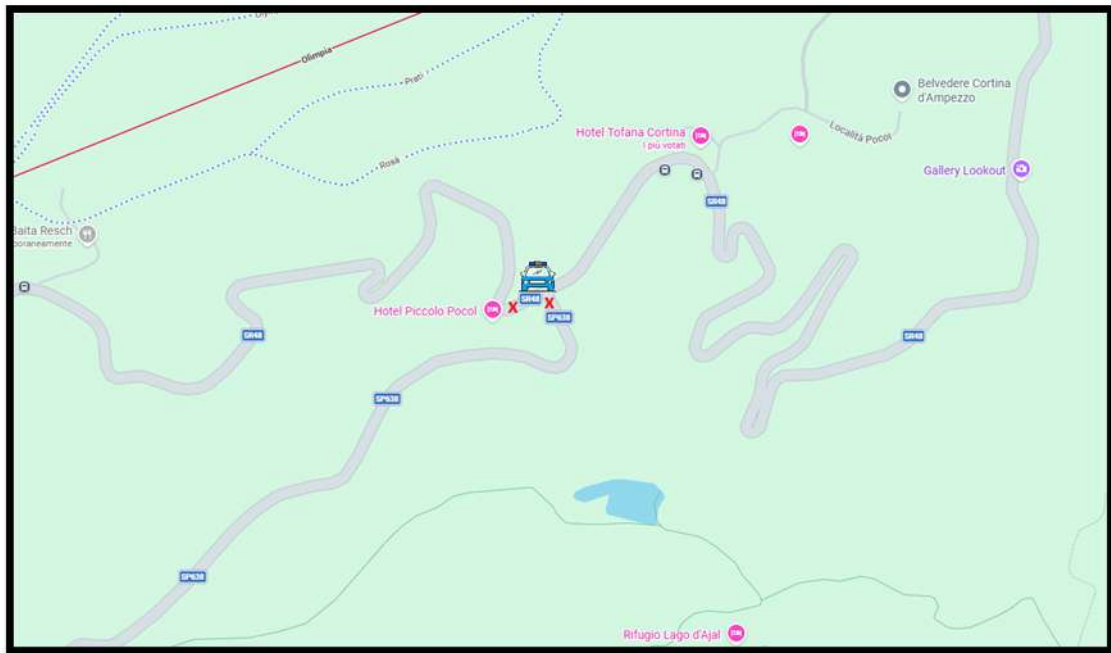 Olimpia
Prati
Rosà
Belvedere Cortina
d'Ampezzo
Hotel Tofana Cortina
I più votati
Località Pocol
Gallery Lookout
SR48
Baita Resch
poraneamente
Hotel Piccolo Pocol
X
SR48
X
SP638
SR48
SR48
SP638
SP638
Rifugio Lago d'Ajal